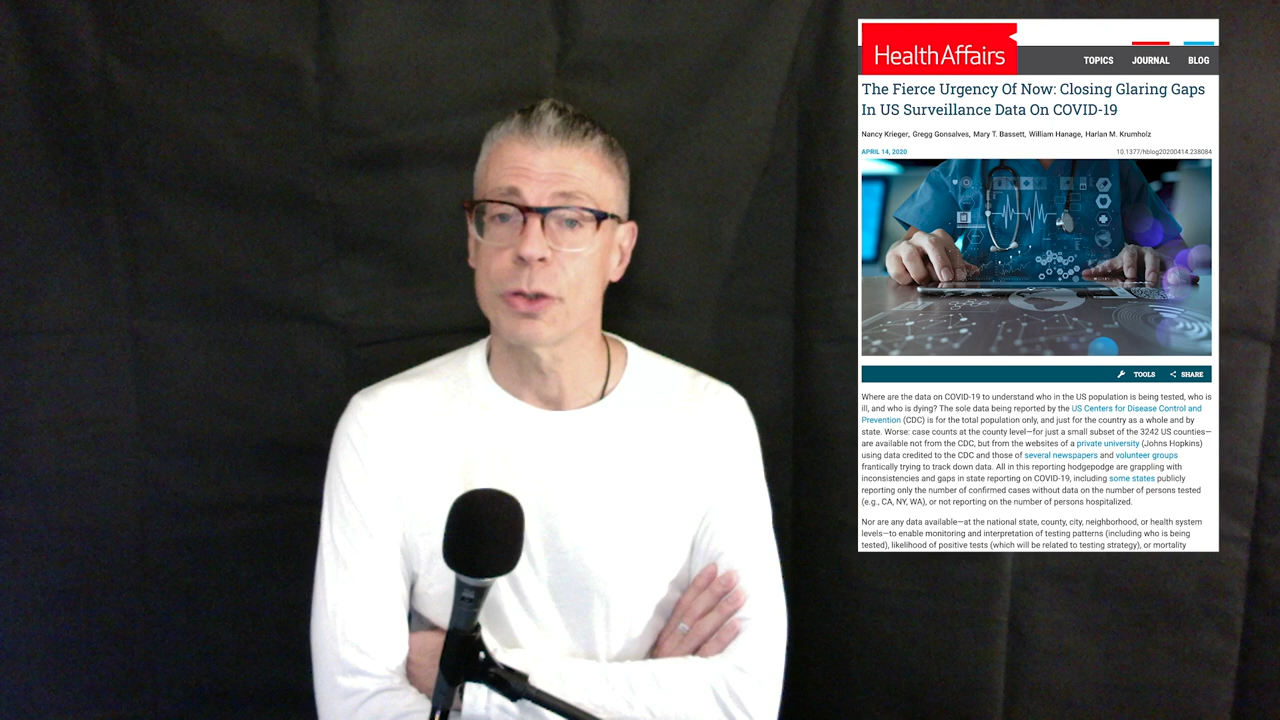 HealthAffairs
TOPICS JOURNAL BLOG
The Fierce Urgency Of Now: Closing Glaring Gaps
In US Surveillance Data On COVID-19
Nancy Krieger, Gregg Gonsalves, Mary T. Bassett, William Hanage, Harlan M. Krumholz
APRIL 14, 2020 10.1377/hblog20200414.238084
TOOLS SHARE
Where are the data on COVID-19 to understand who in the US population is being tested, who is
ill, and who is dying? The sole data being reported by the US Centers for Disease Control and
Prevention (CDC) is for the total population only, and just for the country as a whole and by
state. Worse: case counts at the county level—for just a small subset of the 3242 US counties—
are available not from the CDC, but from the websites of a private university (Johns Hopkins)
using data credited to the CDC and those of several newspapers and volunteer groups
frantically trying to track down data. All in this reporting hodgepodge are grappling with
inconsistencies and gaps in state reporting on COVID-19, including some states publicly
reporting only the number of confirmed cases without data on the number of persons tested
(e.g., CA, NY, WA), or not reporting on the number of persons hospitalized.
Nor are any data available—at the national state, county, city, neighborhood, or health system
levels—to enable monitoring and interpretation of testing patterns (including who is being
tested), likelihood of positive tests (which will be related to testing strategy), or mortality